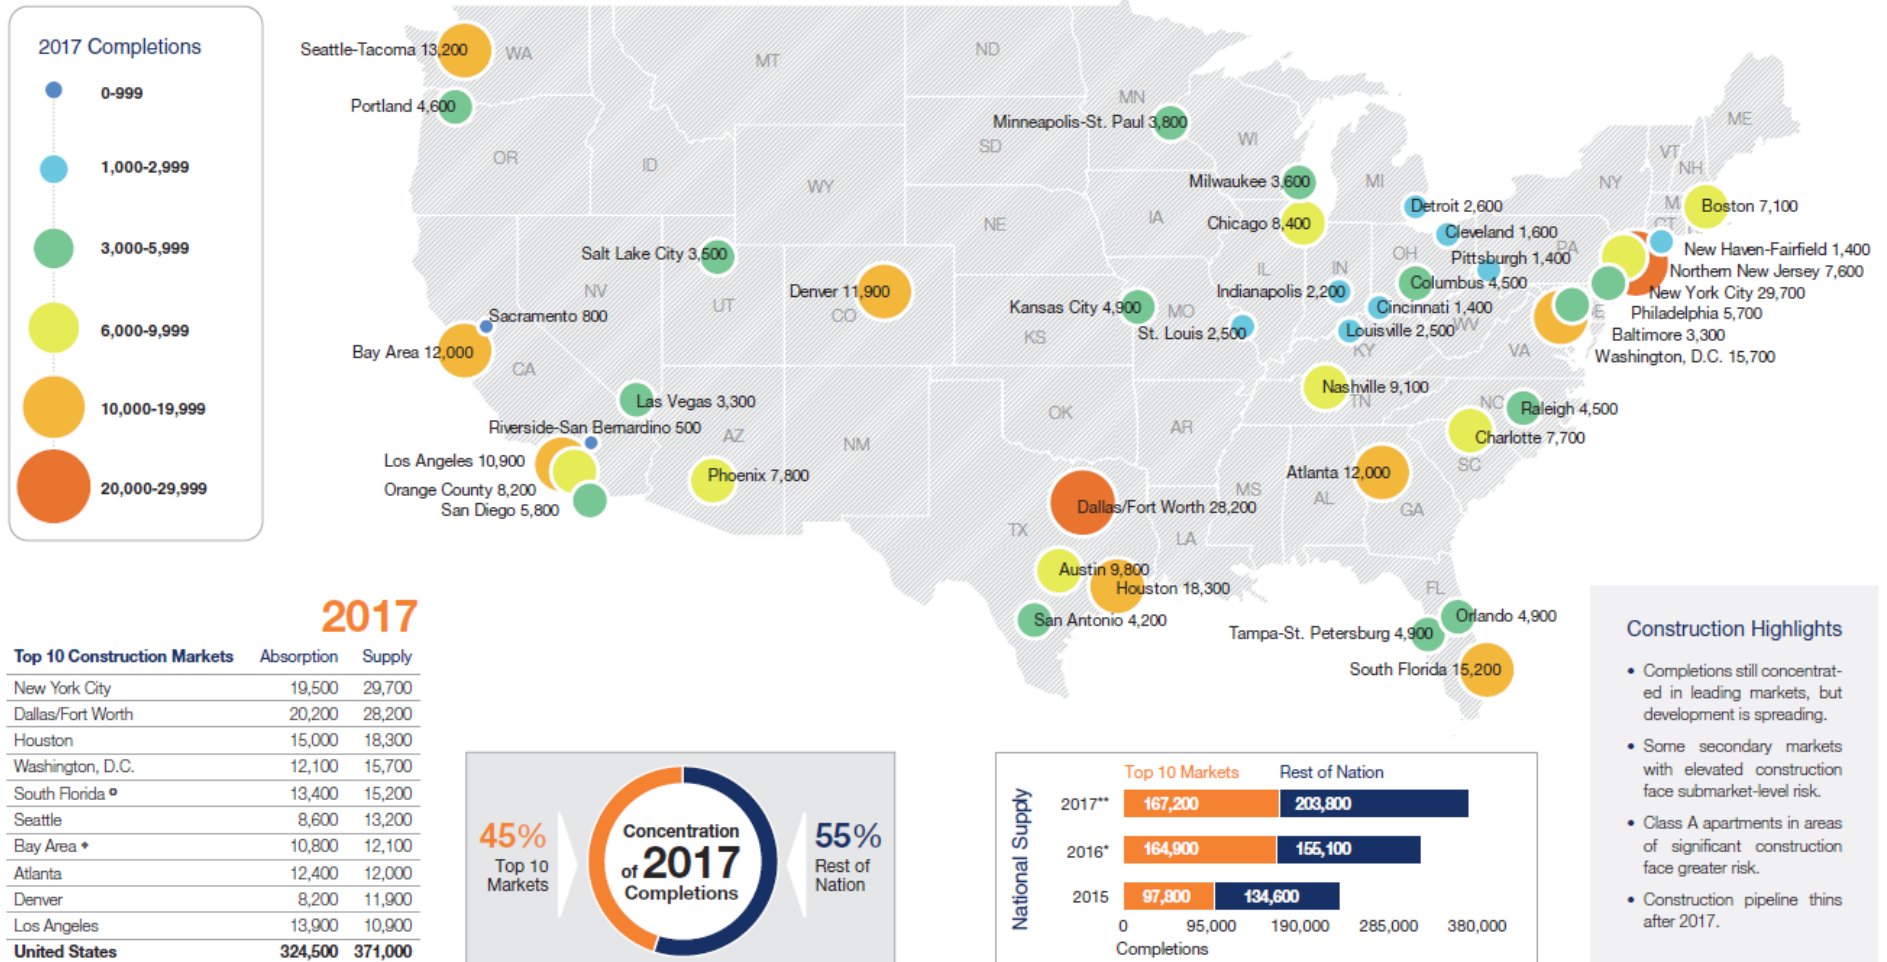 2017 Completions
0-999
1,000-2,999
3,000-5,999
6,000-9,999
10,000-19,999
20,000-29,999
Seattle-Tacoma 13,200
WA
MT
ND
Portland 4,600
MN
Minneapolis-St. Paul 3,800
ME
OR
ID
SD
WI
VT
NH
WY
Milwaukee 3,600
MI
NY
Detroit 2,600
M
Boston 7,100
NE
IA
Chicago 8,400
CT
Cleveland 1,600
Salt Lake City 3,500
OH
PA
New Haven-Fairfield 1,400
Pittsburgh 1,400
Northern New Jersey 7,600
NV
UT
Denver 11,900
CO
IL
IN
Indianapolis 2,200
Columbus 4,500
New York City 29,700
Sacramento 800
Kansas City 4,900
MO
Cincinnati 1,400
E
Philadelphia 5,700
St. Louis 2,500
Louisville 2,500
WV
Baltimore 3,300
Bay Area 12,000
KS
KY
VA
Washington, D.C. 15,700
CA
Nashville 9,100
TN
Las Vegas 3,300
OK
AR
NC
Raleigh 4,500
Riverside-San Bernardino 500
AZ
NM
Charlotte 7,700
Los Angeles 10,900
Phoenix 7,800
Atlanta 12,000
SC
Orange County 8,200
MS
AL
GA
San Diego 5,800
Dallas/Fort Worth 28,200
TX
LA
Austin 9,800
Houston 18,300
FL
San Antonio 4,200
Orlando 4,900
Tampa-St. Petersburg 4,900
South Florida 15,200
2017
Top 10 Construction Markets Absorption Supply
New York City 19,500 29,700
Dallas/Fort Worth 20,200 28,200
Houston 15,000 18,300
Washington, D.C. 12,100 15,700
South Florida 13,400 15,200
Seattle 8,600 13,200
Bay Area 10,800 12,100
Atlanta 12,400 12,000
Denver 8,200 11,900
Los Angeles 13,900 10,900
United States 324,500 371,000
45%
Top 10
Markets
Concentration
of 2017
Completions
55%
Rest of
Nation
National Supply
Top 10 Markets Rest of Nation
2017** 167,200 203,800
2016* 164,900 155,100
2015 97,800 134,600
0 95,000 190,000 285,000 380,000
Completions
Construction Highlights
• Completions still concentrat-
ed in leading markets, but
development is spreading.
• Some secondary markets
with elevated construction
face submarket-level risk.
• Class A apartments in areas
of significant construction
face greater risk.
• Construction pipeline thins
after 2017.